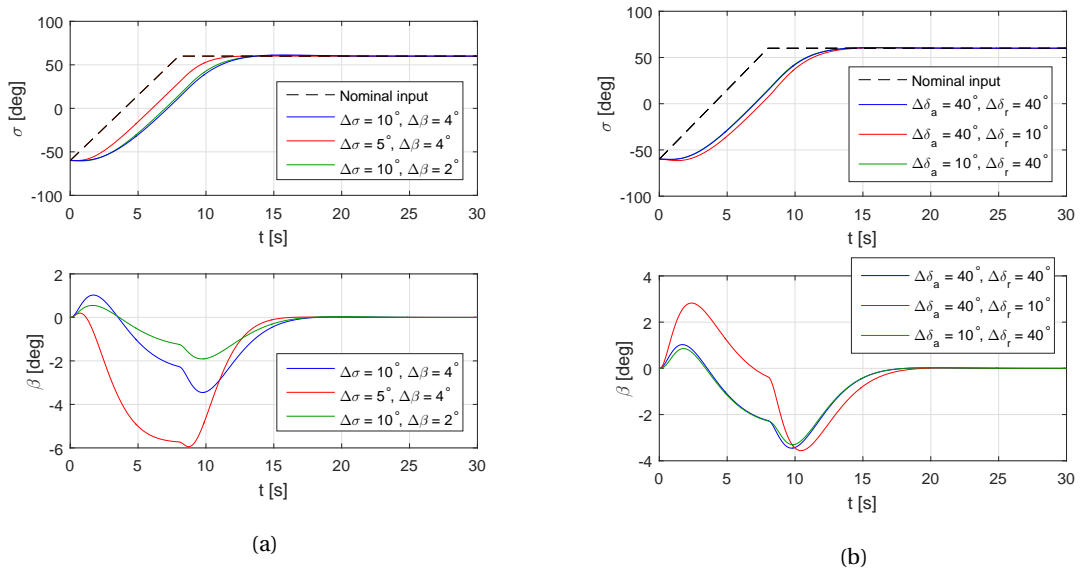 100
50
0
-50
-100
σ [deg]
Nominal input
Δσ = 10°, Δβ = 4°
Δσ = 5°, Δβ = 4°
Δσ = 10°, Δβ = 2°
0 5 10 15 20 25 30
t [s]
2
0
-2
-4
-6
β [deg]
Δσ = 10°, Δβ = 4°
Δσ = 5°, Δβ = 4°
Δσ = 10°, Δβ = 2°
0 5 10 15 20 25 30
t [s]
(a)
100
50
0
-50
-100
σ [deg]
Nominal input
Δδa = 40°, Δδr = 40°
Δδa = 40°, Δδr = 10°
Δδa = 10°, Δδr = 40°
0 5 10 15 20 25 30
t [s]
4
2
0
-2
-4
β [deg]
Δδa = 40°, Δδr = 40°
Δδa = 40°, Δδr = 10°
Δδa = 10°, Δδr = 40°
0 5 10 15 20 25 30
t [s]
(b)